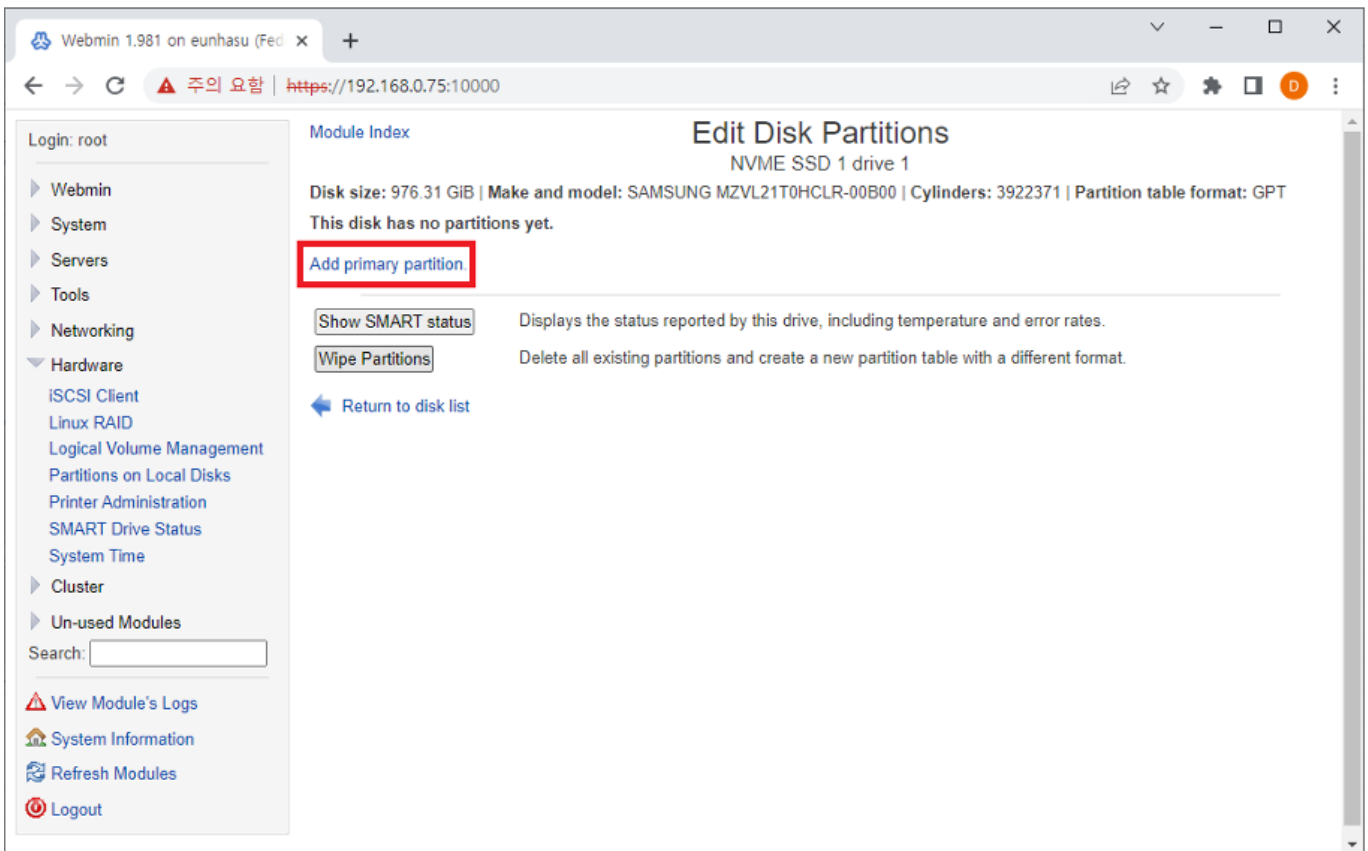 Webmin 1.981 on eunhasu (Fed
주의 요함 | https://192.168.0.75:10000
D
Login: root
Webmin
System
Servers
Tools
Networking
Hardware
iSCSI Client
Linux RAID
Logical Volume Management
Partitions on Local Disks
Printer Administration
SMART Drive Status
System Time
Cluster
Un-used Modules
Search:
View Module's Logs
System Information
Refresh Modules
Logout
Module Index
Edit Disk Partitions
NVME SSD 1 drive 1
Disk size: 976.31 GiB | Make and model: SAMSUNG MZVL21T0HCLR-00B00 | Cylinders: 3922371 | Partition table format: GPT
This disk has no partitions yet.
Add primary partition.
Show SMART status Displays the status reported by this drive, including temperature and error rates.
Wipe Partitions Delete all existing partitions and create a new partition table with a different format.
Return to disk list